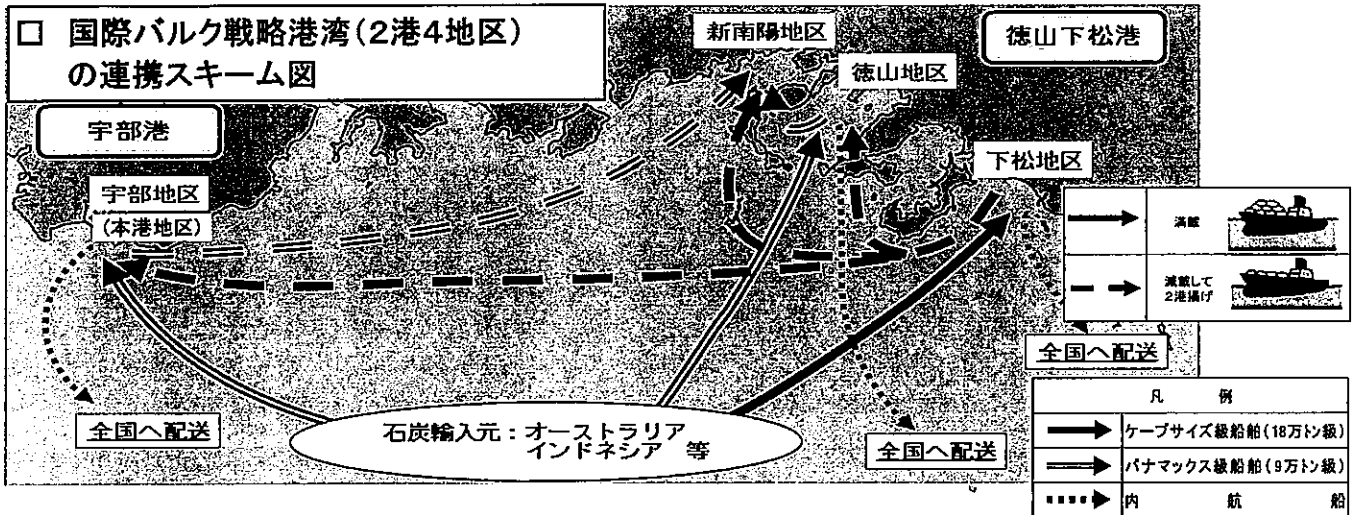 □ 国際バルク戦略港湾(2港4地区)
の連携スキーム図
新南陽地区
徳山下松港
徳山地区
宇部港
下松地区
宇部地区
(本港地区)
満載
減載して
2港揚げ
全国へ配送
全国へ配送
石炭輸入元：オーストラリア
インドネシア 等
全国へ配送
凡 例
ケープサイズ級船舶(18万トン級)
パナマックス級船舶(9万トン級)
内 航 船